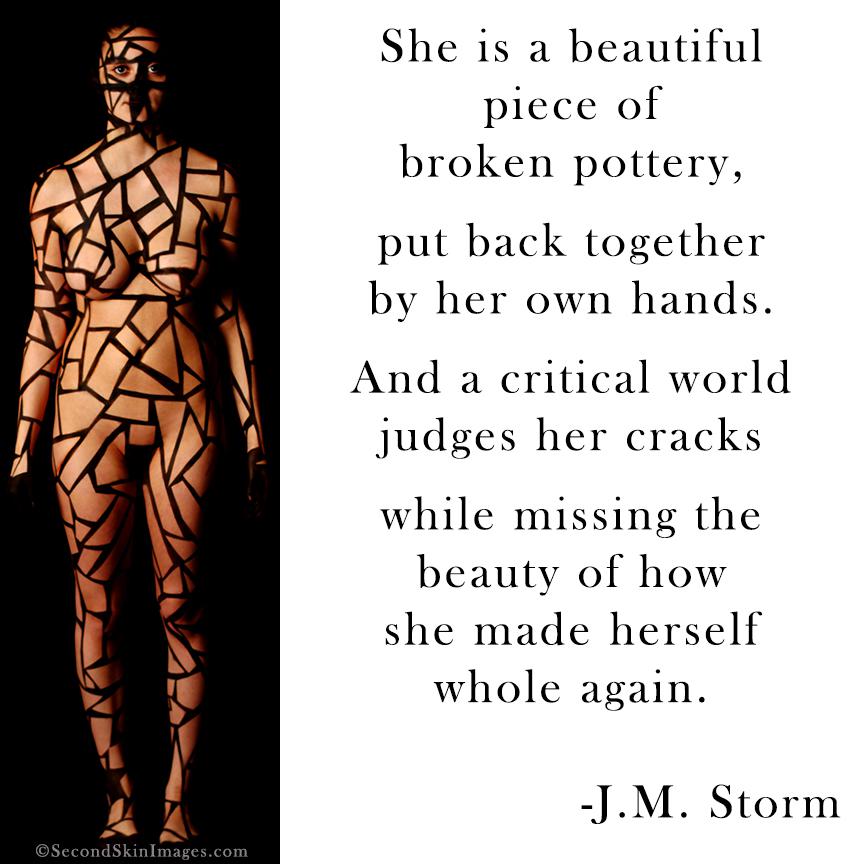 She is a beautiful
piece of
broken pottery,
put back together
by her own hands.
And a critical world
judges her cracks
while missing the
beauty of how
she made herself
whole again.
-J.M. Storm
©SecondSkinImages.com